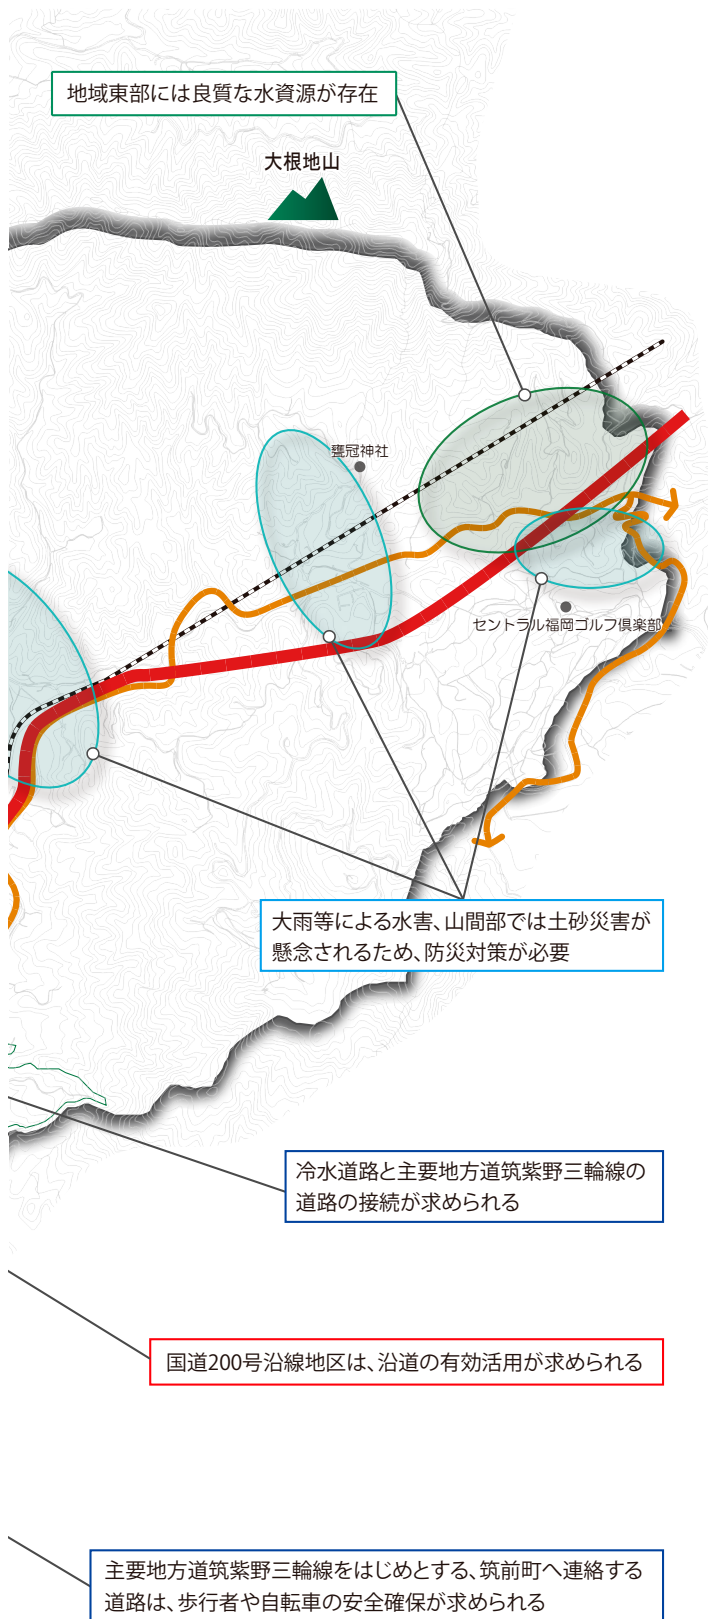 地域東部には良質な水資源が存在
大根地山
甕冠神社
セントラル福岡ゴルフ倶楽部
大雨等による水害、山間部では土砂災害が
懸念されるため、防災対策が必要
冷水道路と主要地方道筑紫野三輪線の
道路の接続が求められる
国道200号沿線地区は、沿道の有効活用が求められる
主要地方道筑紫野三輪線をはじめとする、筑前町へ連絡する
道路は、歩行者や自転車の安全確保が求められる